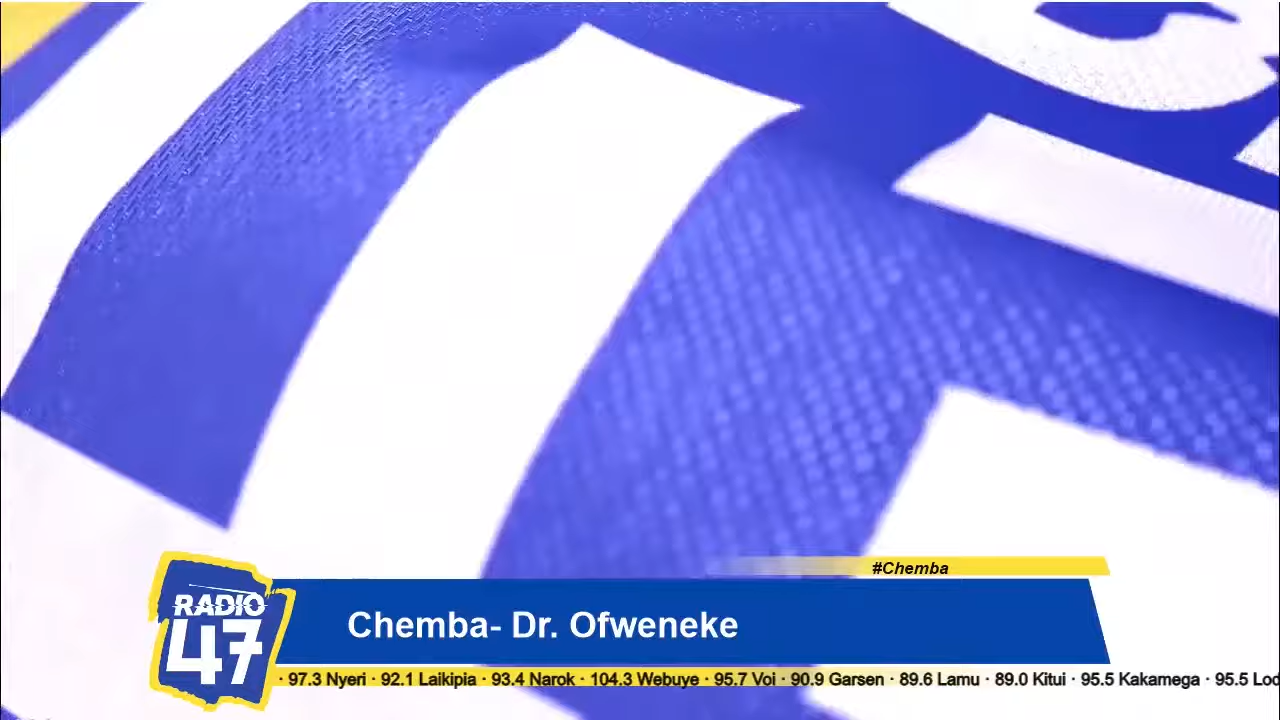 #Chemba
RADIO
47
Chemba- Dr. Ofweneke
· 97.3 Nyeri · 92.1 Laikipia · 93.4 Narok · 104.3 Webuye · 95.7 Voi · 90.9 Garsen · 89.6 Lamu · 89.0 Kitui · 95.5 Kakamega · 95.5 Lod